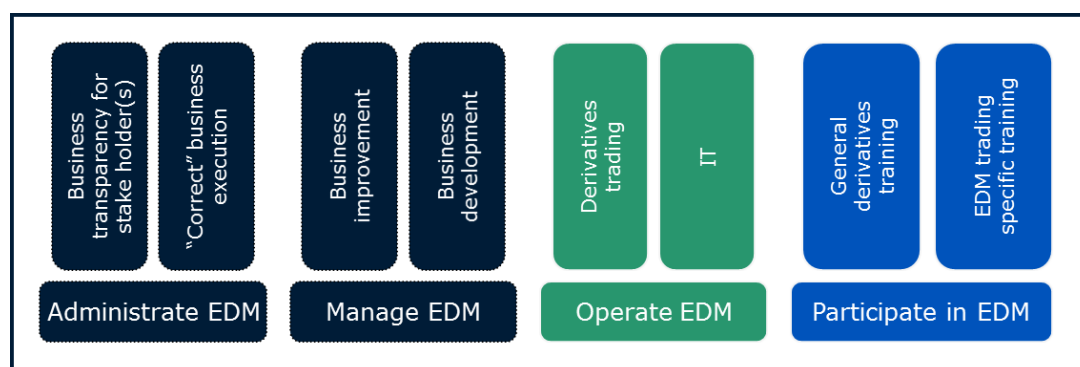 Business
transparency for
stake holder(s)
“Correct” business
execution
Business
improvement
Business
development
Derivatives
trading
IT
General
derivatives
training
EDM trading
specific training
Administrate EDM
Manage EDM
Operate EDM
Participate in EDM